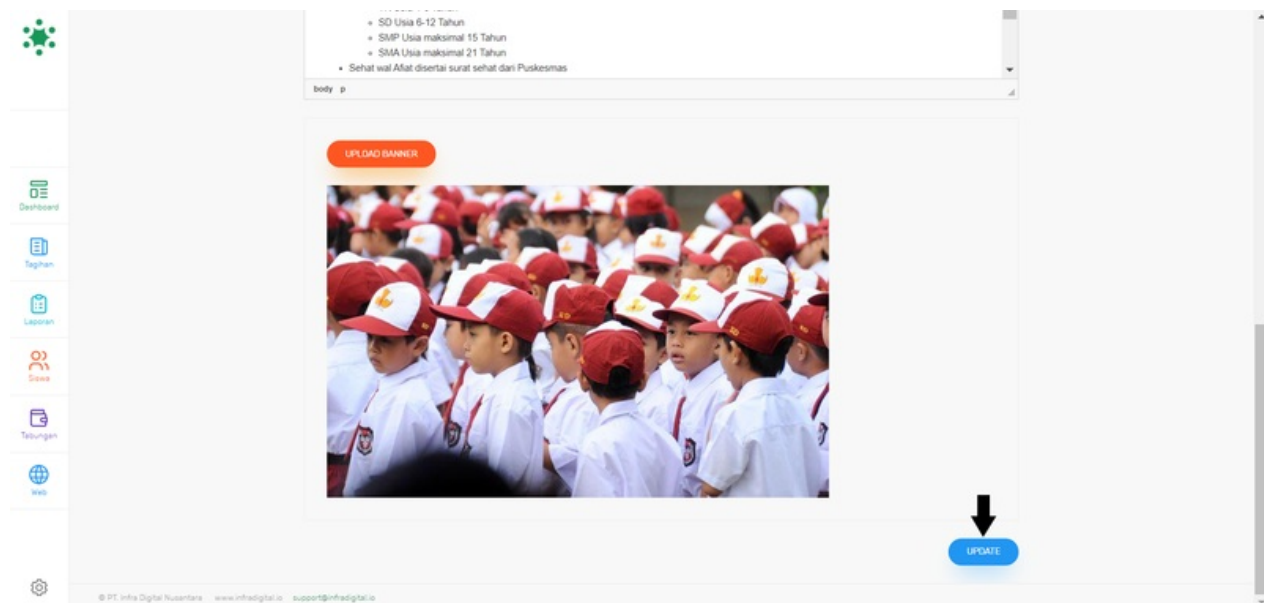 SD Usia 6-12 Tahun
SMP Usia maksimal 15 Tahun
SMA Usia maksimal 21 Tahun
Sehat wal Afiat disertai surat sehat dari Puskesmas
body p
UPLOAD BANNER
Dashboard
Tagihan
Laporan
Siswa
Tabungan
Web
UPDATE
© PT. Infra Digital Nusantara www.infradigital.io support@infradigital.io